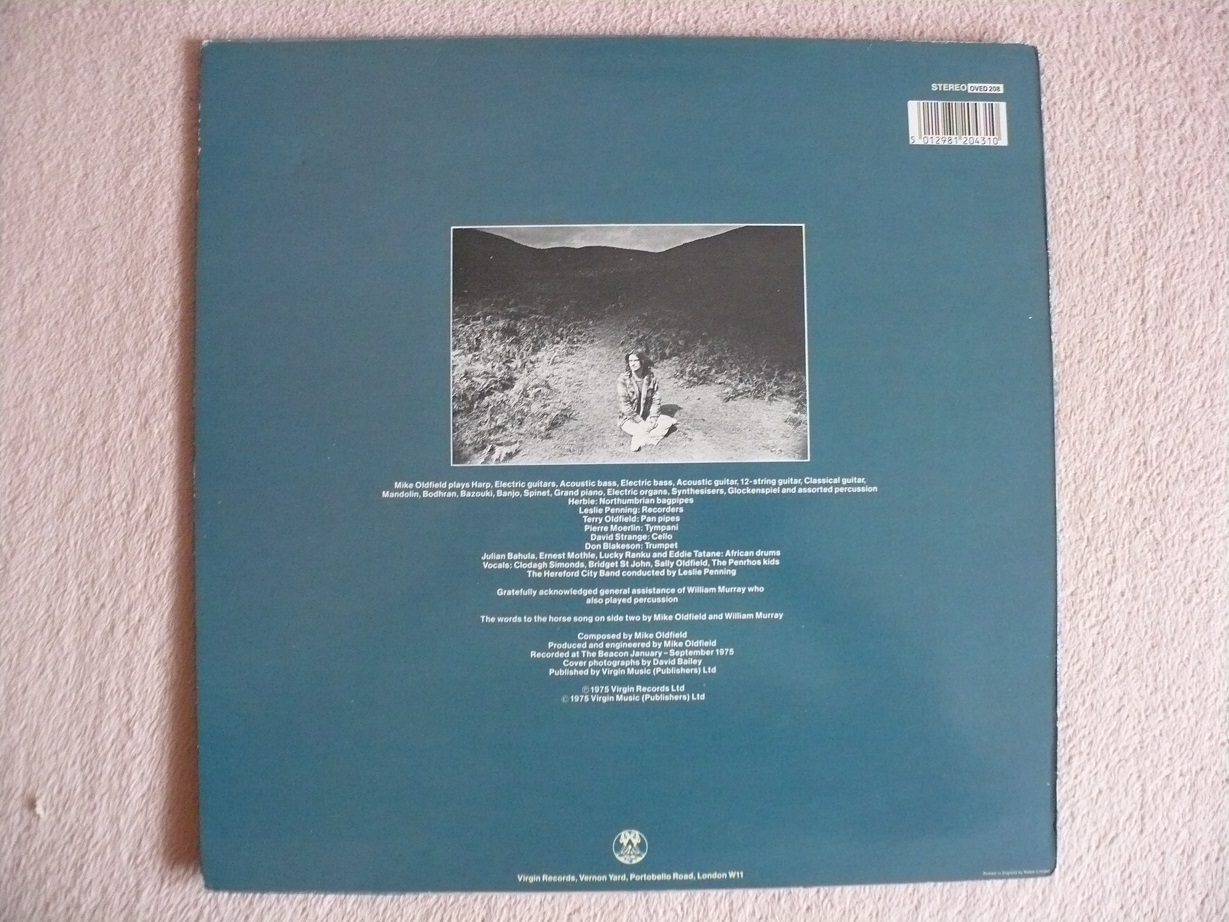 STEREO OVED 208
5 012981 204310
Mike Oldfield plays Harp, Electric guitars, Acoustic bass, Electric bass, Acoustic guitar, 12-string guitar, Classical guitar,
Mandolin, Bodhran, Bazouki, Banjo, Spinet, Grand piano, Electric organs, Synthesisers, Glockenspiel and assorted percussion
Herbie: Northumbrian bagpipes
Leslie Penning: Recorders
Terry Oldfield: Pan pipes
Pierre Moerlin: Tympani
David Strange: Cello
Don Blakeson: Trumpet
Julian Bahula, Ernest Mothle, Lucky Ranku and Eddie Tatane: African drums
Vocals: Clodagh Simonds, Bridget St John, Sally Oldfield, The Penrhos kids
The Hereford City Band conducted by Leslie Penning
Gratefully acknowledged general assistance of William Murray who
also played percussion
The words to the horse song on side two by Mike Oldfield and William Murray
Composed by Mike Oldfield
Produced and engineered by Mike Oldfield
Recorded at The Beacon January – September 1975
Cover photographs by David Bailey
Published by Virgin Music (Publishers) Ltd
℗ 1975 Virgin Records Ltd
© 1975 Virgin Music (Publishers) Ltd
Virgin Records, Vernon Yard, Portobello Road, London W11